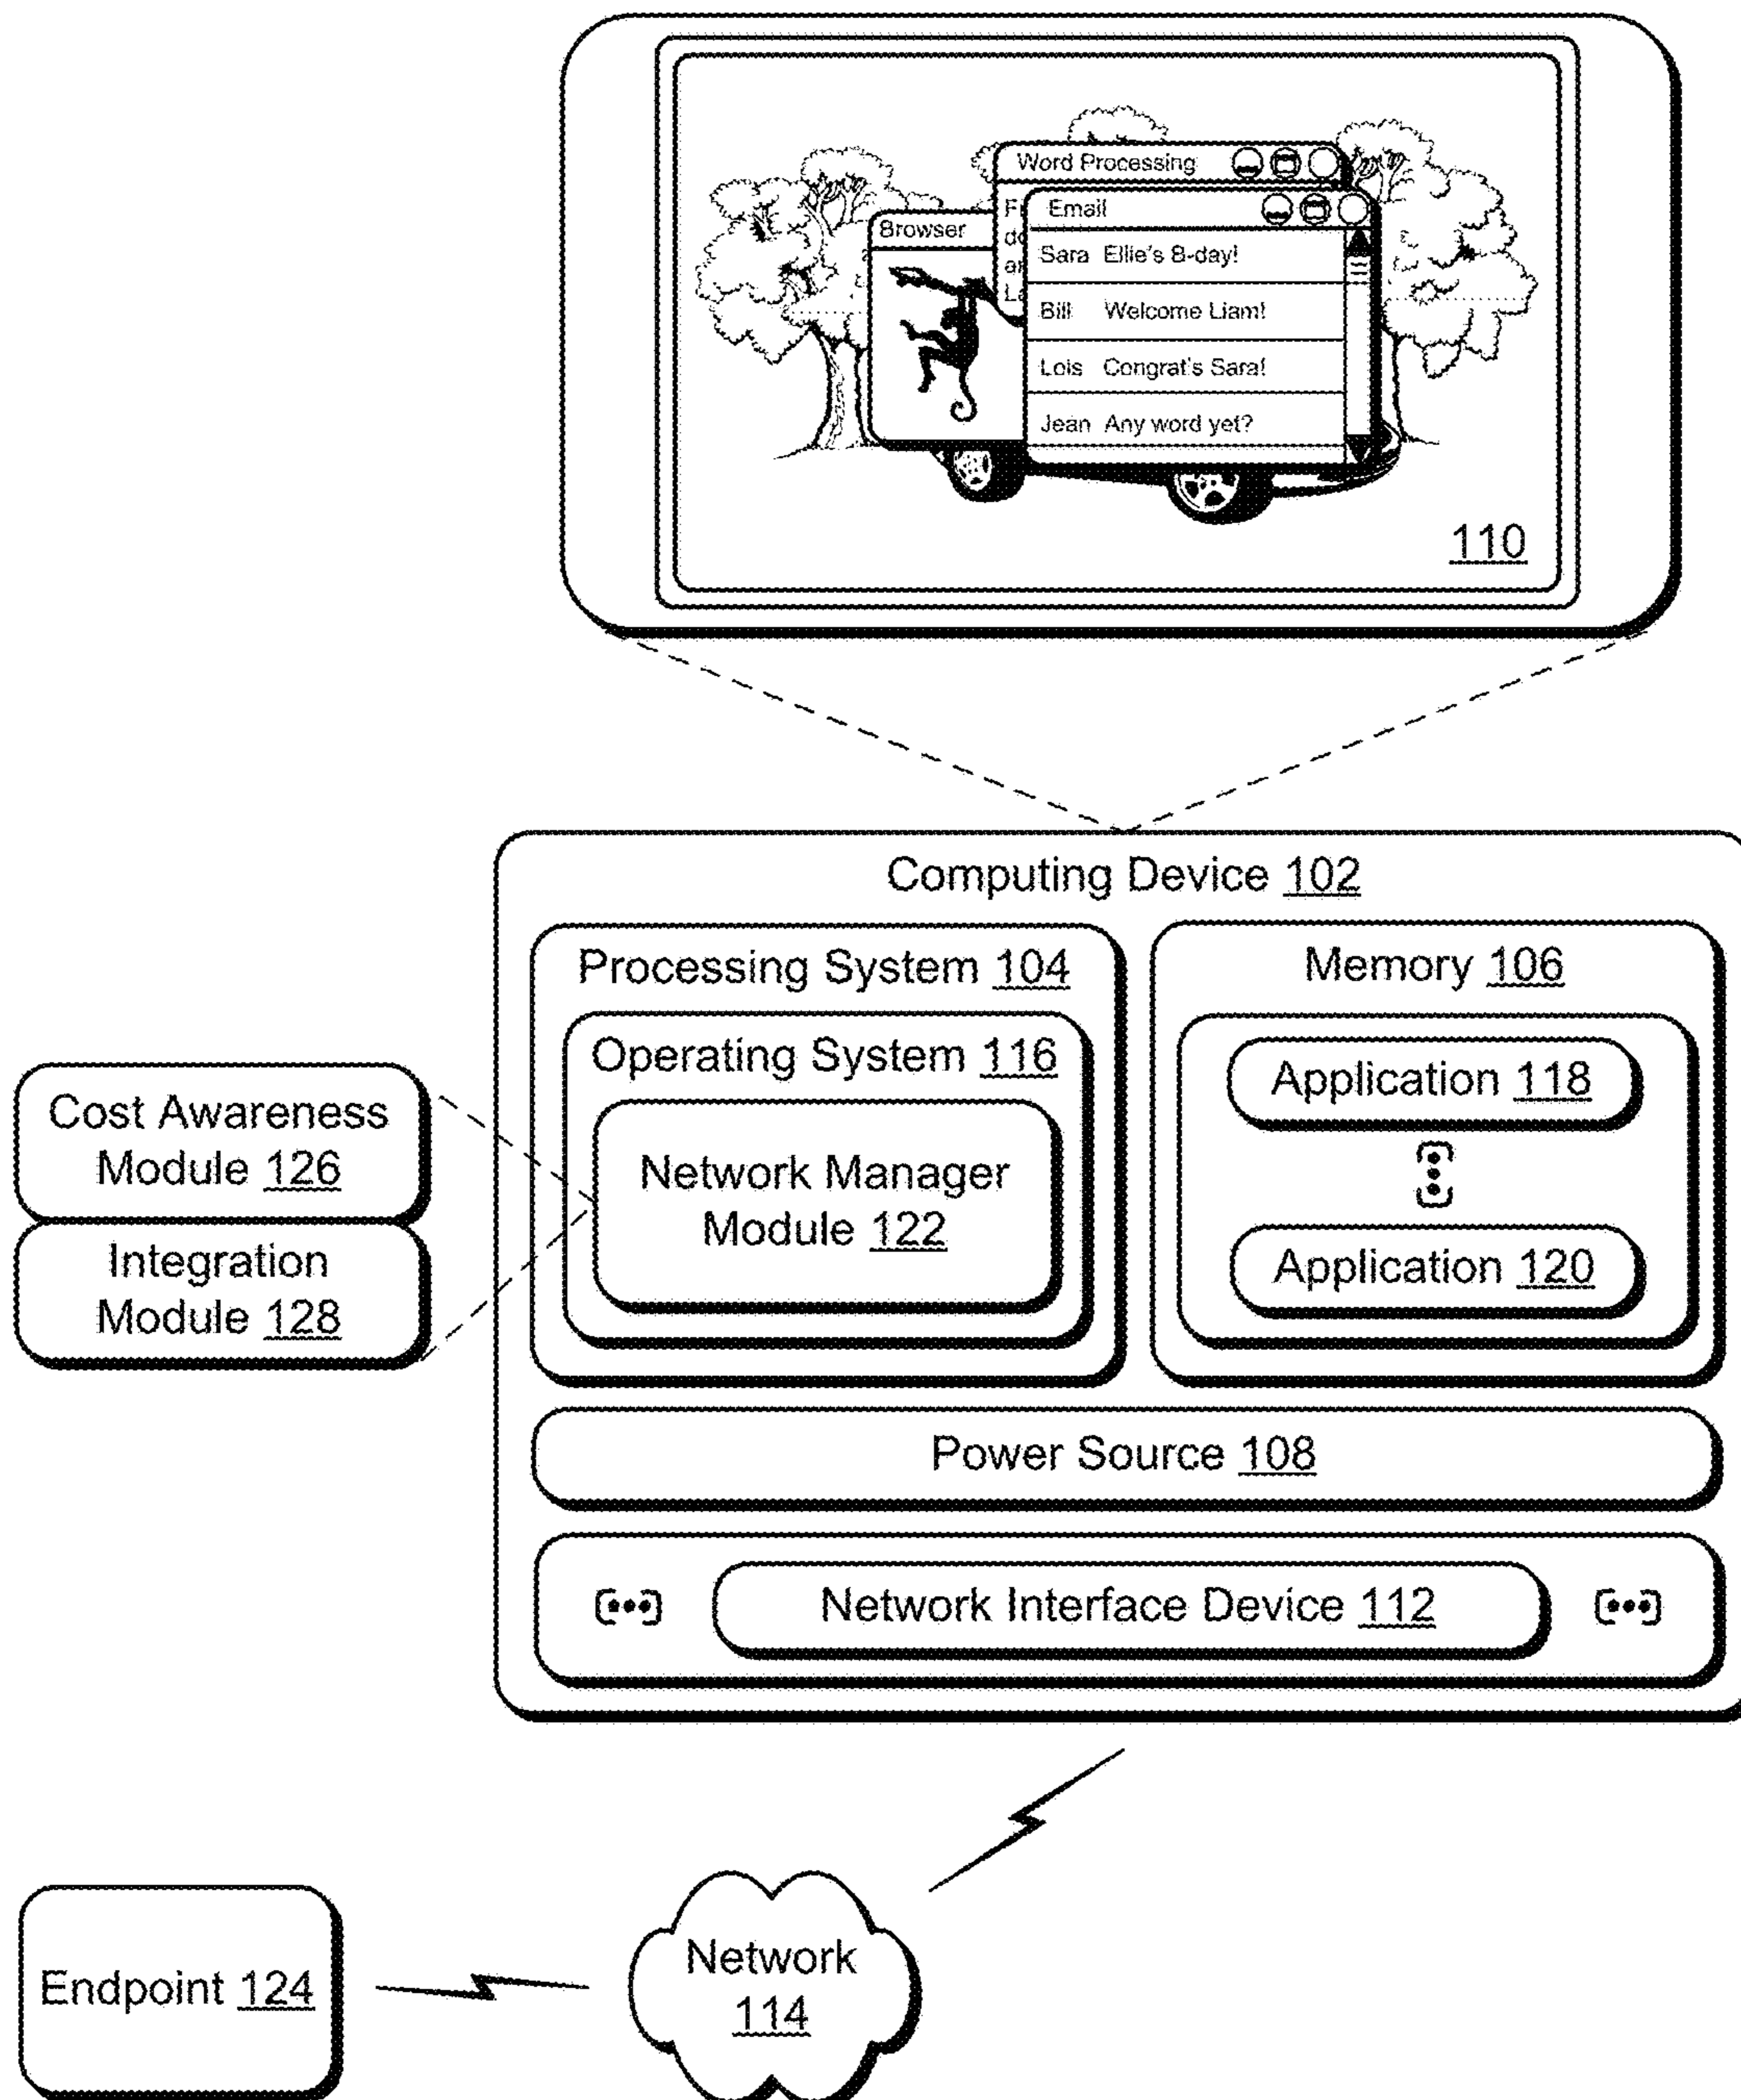 Word Processing
Email
Browser
Sara Ellie's B-day!
Bill Welcome Liam!
Lois Congrat's Sara!
Jean Any word yet?
110
Computing Device 102
Processing System 104
Memory 106
Operating System 116
Application 118
Cost Awareness
Module 126
Network Manager
Module 122
Integration
Module 128
Application 120
Power Source 108
Network Interface Device 112
Network
114
Endpoint 124